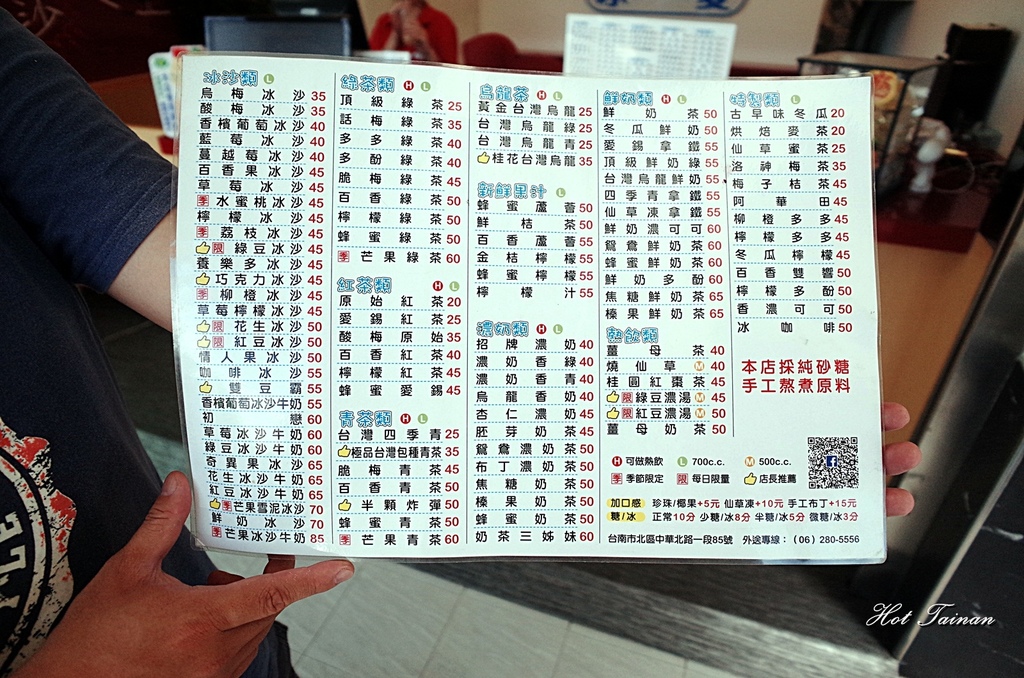 冰沙類 L
烏梅冰沙 35
酸梅冰沙 35
香檳葡萄冰沙 40
藍莓冰沙 40
蔓越莓冰沙 40
百香果冰沙 45
草莓冰沙 45
季 水蜜桃冰沙 45
檸檬冰沙 45
季 荔枝冰沙 45
限 綠豆冰沙 45
養樂多冰沙 45
巧克力冰沙 45
季 柳橙冰沙 45
草莓檸檬冰沙 45
限 花生冰沙 50
限 紅豆冰沙 50
情人果冰沙 50
咖啡冰沙 55
雙豆霸 55
香檳葡萄冰沙牛奶 55
初戀 60
草莓冰沙牛奶 60
綠豆冰沙牛奶 60
奇異果冰沙 65
花生冰沙牛奶 65
紅豆冰沙牛奶 65
季 芒果雪泥冰沙 70
鮮奶冰沙 70
季 芒果冰沙牛奶 85
綠茶類 H L
頂級綠茶 25
話梅綠茶 35
多多綠茶 40
多酚綠茶 40
脆梅綠茶 45
百香綠茶 50
檸檬綠茶 50
蜂蜜綠茶 50
季 芒果綠茶 60
紅茶類 H L
原始紅茶 20
愛錫紅茶 25
酸梅原始 35
百香紅茶 40
檸檬紅茶 45
蜂蜜愛錫 45
青茶類 H L
台灣四季青 25
極品台灣包種青茶 35
脆梅青茶 45
百香青茶 50
半顆炸彈 50
蜂蜜青茶 50
季 芒果青茶 60
烏龍茶 H L
黃金台灣烏龍 25
台灣烏龍綠 25
台灣烏龍青 25
桂花台灣烏龍 35
新鮮果汁 L
蜂蜜蘆薈 50
鮮桔茶 50
百香蘆薈 55
金桔檸檬 55
蜂蜜檸檬 55
檸檬汁 55
濃奶類 H L
招牌濃奶 40
濃奶香綠 40
濃奶香青 40
烏龍香奶 40
杏仁濃奶 45
胚芽奶茶 45
鴛鴦濃奶茶 50
布丁濃奶茶 50
焦糖奶茶 50
榛果奶茶 50
蜂蜜奶茶 50
奶茶三姊妹 60
鮮奶類 H L
鮮奶茶 50
冬瓜鮮奶 50
愛錫拿鐵 55
頂級鮮奶綠 55
台灣烏龍鮮奶 55
四季青拿鐵 55
仙草凍拿鐵 55
鮮奶可可 60
鴛鴦鮮奶茶 60
蜂蜜鮮奶茶 60
鮮奶多酚 60
焦糖鮮奶茶 65
榛果鮮奶茶 65
熱飲類
薑母茶 40
燒仙草 M 40
桂圓紅棗茶 45
限 綠豆濃湯 M 45
限 紅豆濃湯 M 50
薑母奶茶 50
特製類 L
古早味冬瓜 20
烘焙麥茶 20
仙草蜜茶 25
洛神梅茶 35
梅子桔茶 45
阿華田 45
柳橙多多 45
檸檬多多 45
冬瓜檸檬 45
百香雙響 50
檸檬多酚 50
香濃可可 50
冰咖啡 50
本店採純砂糖
手工熬煮原料
H 可做熱飲 L 700c.c. M 500c.c.
季 季節限定 限 每日限量 店長推薦
加口感 珍珠/椰果+5元 仙草凍+10元 手工布丁+15元
糖/冰 正常10分 少糖/冰8分 半糖/冰5分 微糖/冰3分
台南市北區中華北路一段85號 外送專線：(06) 280-5556
Hot Tainan